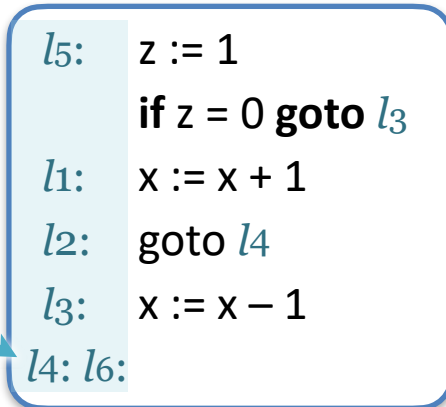 l5: z := 1
if z = 0 goto l3
l1: x := x + 1
l2: goto l4
l3: x := x – 1
l4: l6: